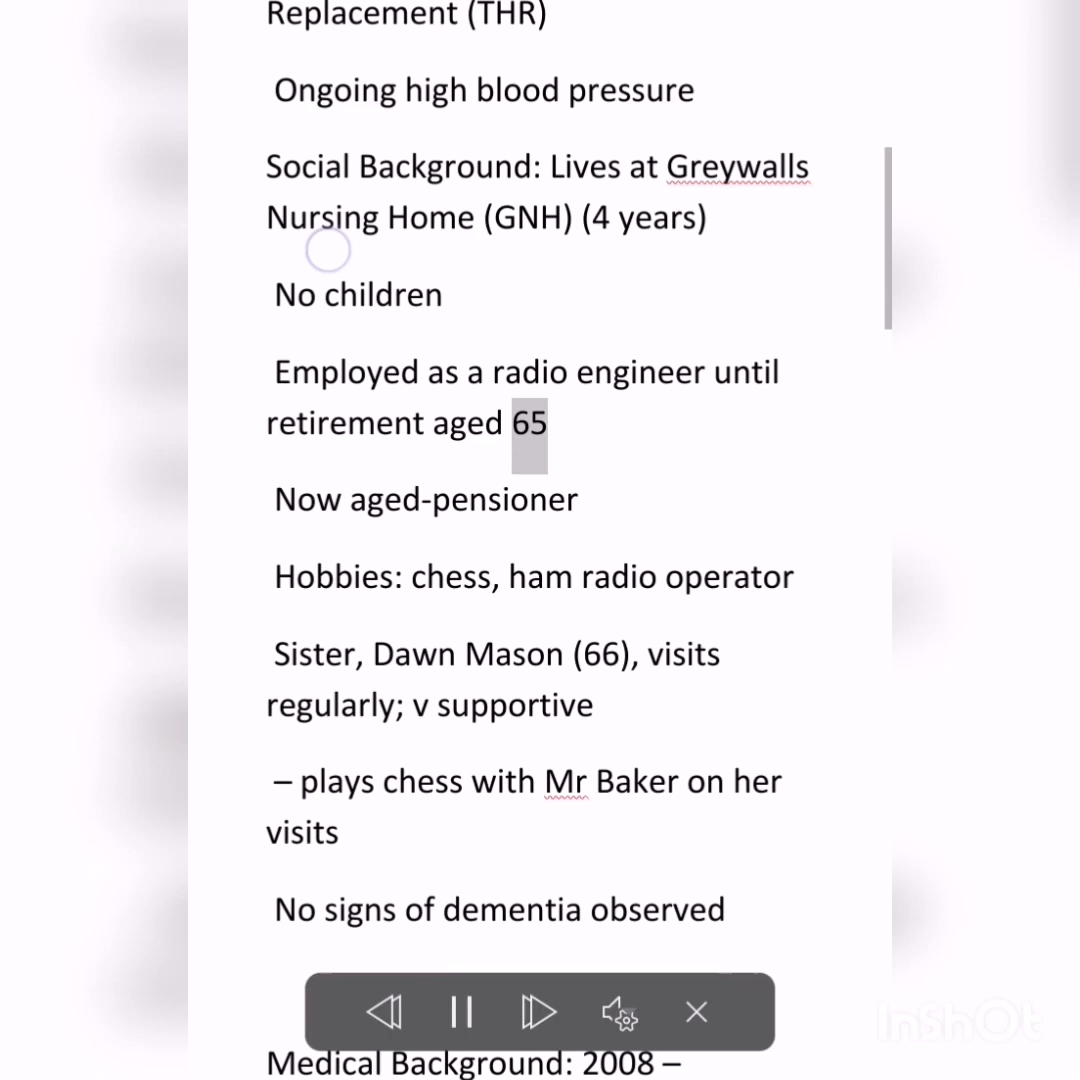 Replacement (THR)
Ongoing high blood pressure
Social Background: Lives at Greywalls
Nursing Home (GNH) (4 years)
No children
Employed as a radio engineer until
retirement aged 65
Now aged-pensioner
Hobbies: chess, ham radio operator
Sister, Dawn Mason (66), visits
regularly; v supportive
– plays chess with Mr Baker on her
visits
No signs of dementia observed
InShOt
Medical Background: 2008 –